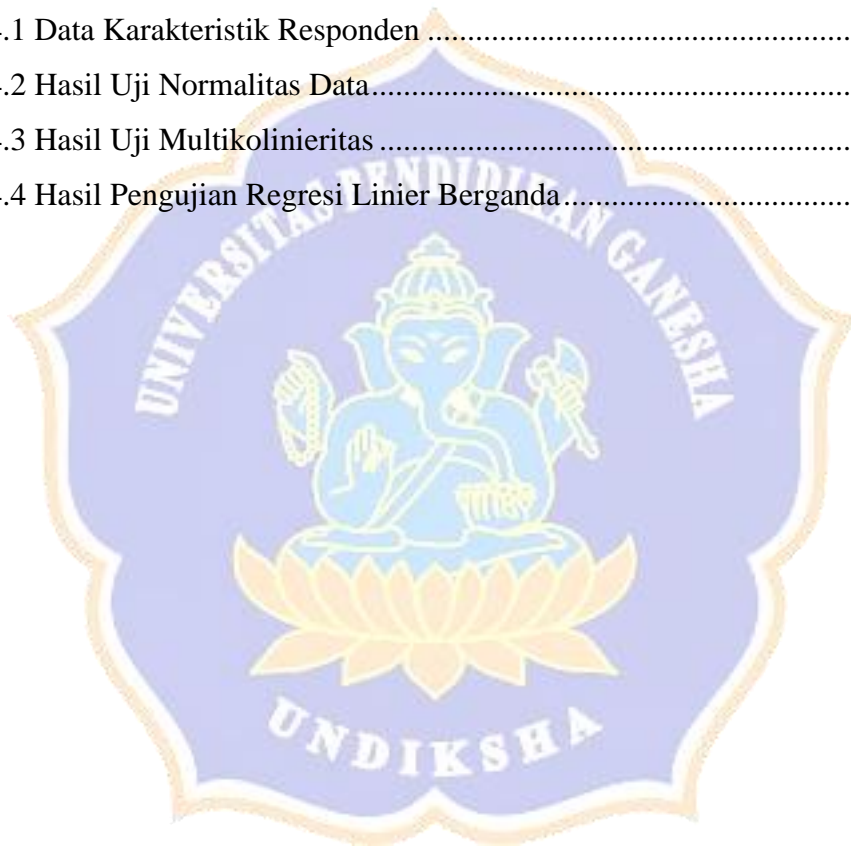 .1 Data Karakteristik Responden ......................................................
.2 Hasil Uji Normalitas Data.............................................................
.3 Hasil Uji Multikolinieritas ............................................................
.4 Hasil Pengujian Regresi Linier Berganda.....................................
UNIVERSITAS PENDIDIKAN GANESHA
UNDIKSHA